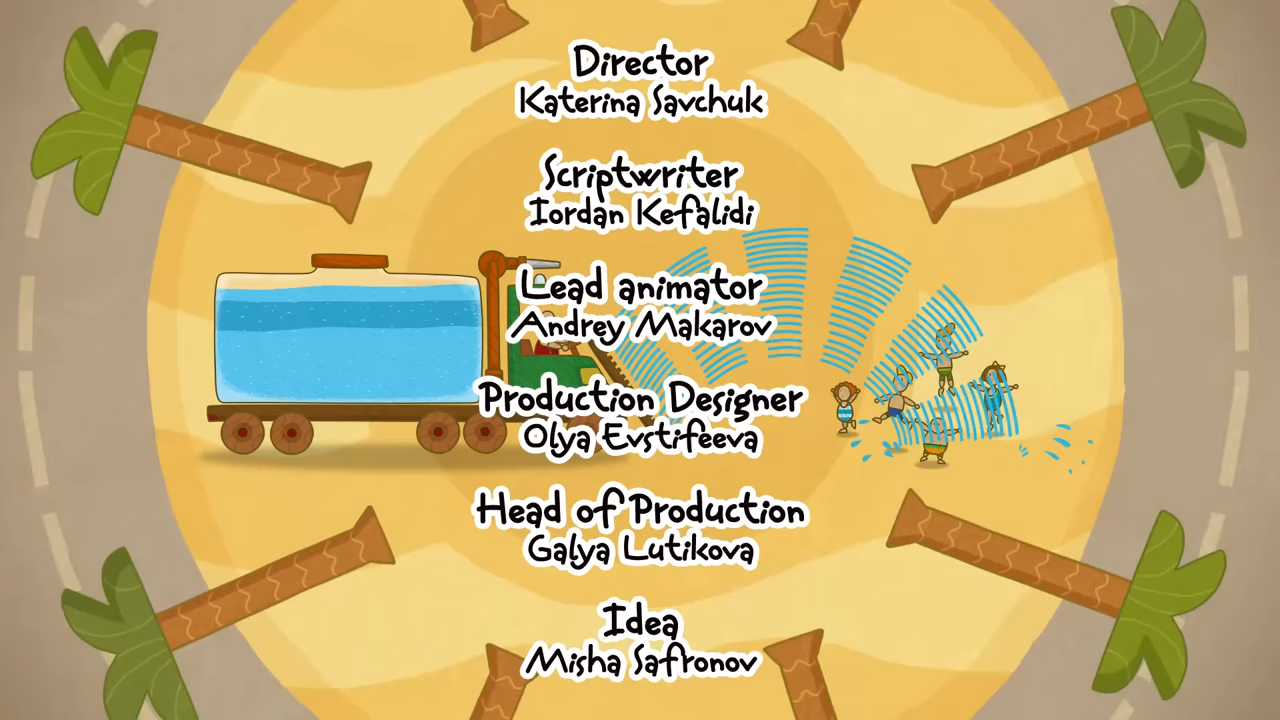 Director
Katerina Savchuk
Scriptwriter
Iordan Kefalidi
Lead animator
Andrey Makarov
Production Designer
Olya Evstifeeva
Head of Production
Galya Lutikova
Idea
Misha Safronov